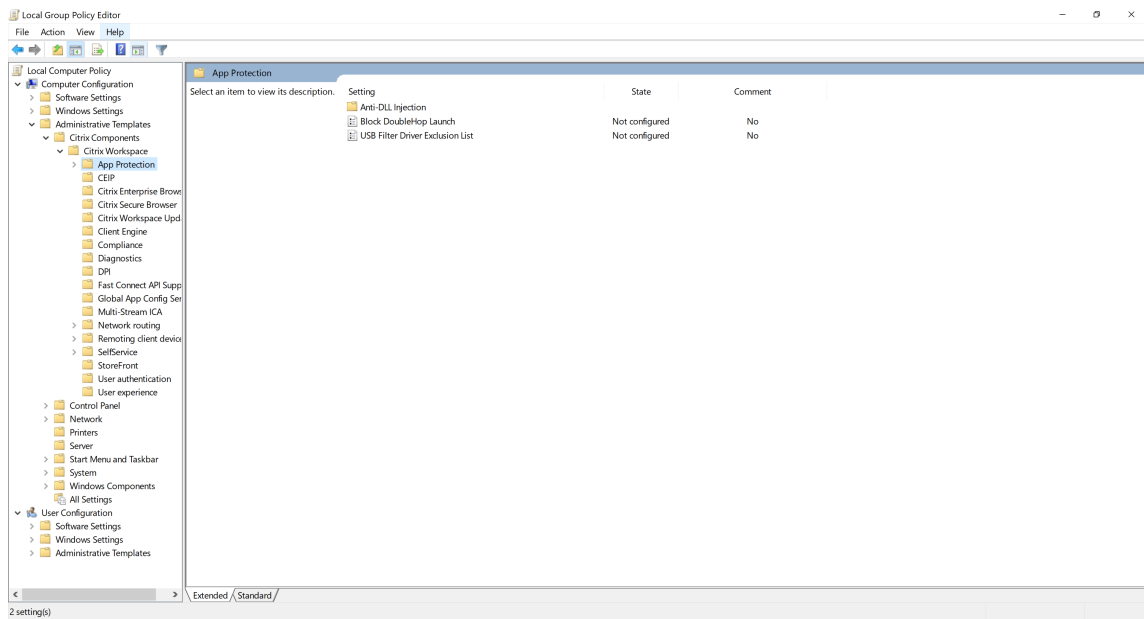 Local Group Policy Editor
File Action View Help
Local Computer Policy
Computer Configuration
Software Settings
Windows Settings
Administrative Templates
Citrix Components
Citrix Workspace
App Protection
CEIP
Citrix Enterprise Brows
Citrix Secure Browser
Citrix Workspace Upd
Client Engine
Compliance
Diagnostics
DPI
Fast Connect API Supp
Global App Config Ser
Multi-Stream ICA
Network routing
Remoting client device
SelfService
StoreFront
User authentication
User experience
Control Panel
Network
Printers
Server
Start Menu and Taskbar
System
Windows Components
All Settings
User Configuration
Software Settings
Windows Settings
Administrative Templates
App Protection
Select an item to view its description.
Setting State Comment
Anti-DLL Injection
Block DoubleHop Launch Not configured No
USB Filter Driver Exclusion List Not configured No
Extended Standard
2 setting(s)